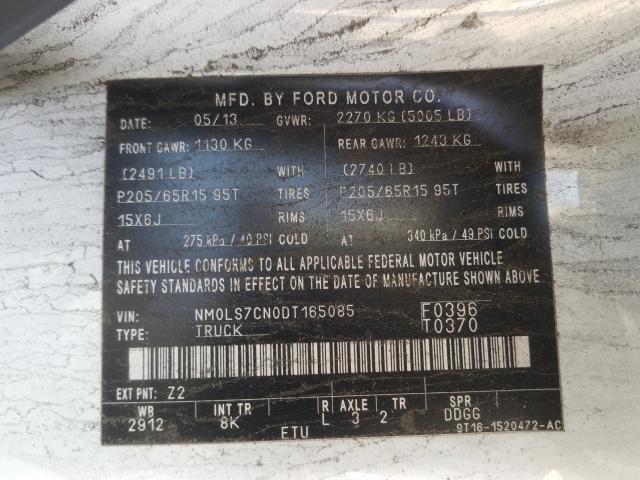 MFD. BY FORD MOTOR CO.
DATE: 05/13 GVWR: 2270 KG (5005 LB)
FRONT GAWR: 1130 KG REAR GAWR: 1243 KG
(2491 LB) WITH (2740 LB) WITH
P205/65R15 95T TIRES P205/65R15 95T TIRES
15X6J RIMS 15X6J RIMS
AT 275 kPa / 40 PSI COLD AT 340 kPa / 49 PSI COLD
THIS VEHICLE CONFORMS TO ALL APPLICABLE FEDERAL MOTOR VEHICLE
SAFETY STANDARDS IN EFFECT ON THE DATE OF MANUFACTURE SHOWN ABOVE
VIN: NM0LS7CN0DT165085 F0396
TYPE: TRUCK T0370
EXT PNT: Z2
WB INT TR R AXLE TR SPR
2912 8K L 3 2 DDGG
ETU 9T16-1520472-AC